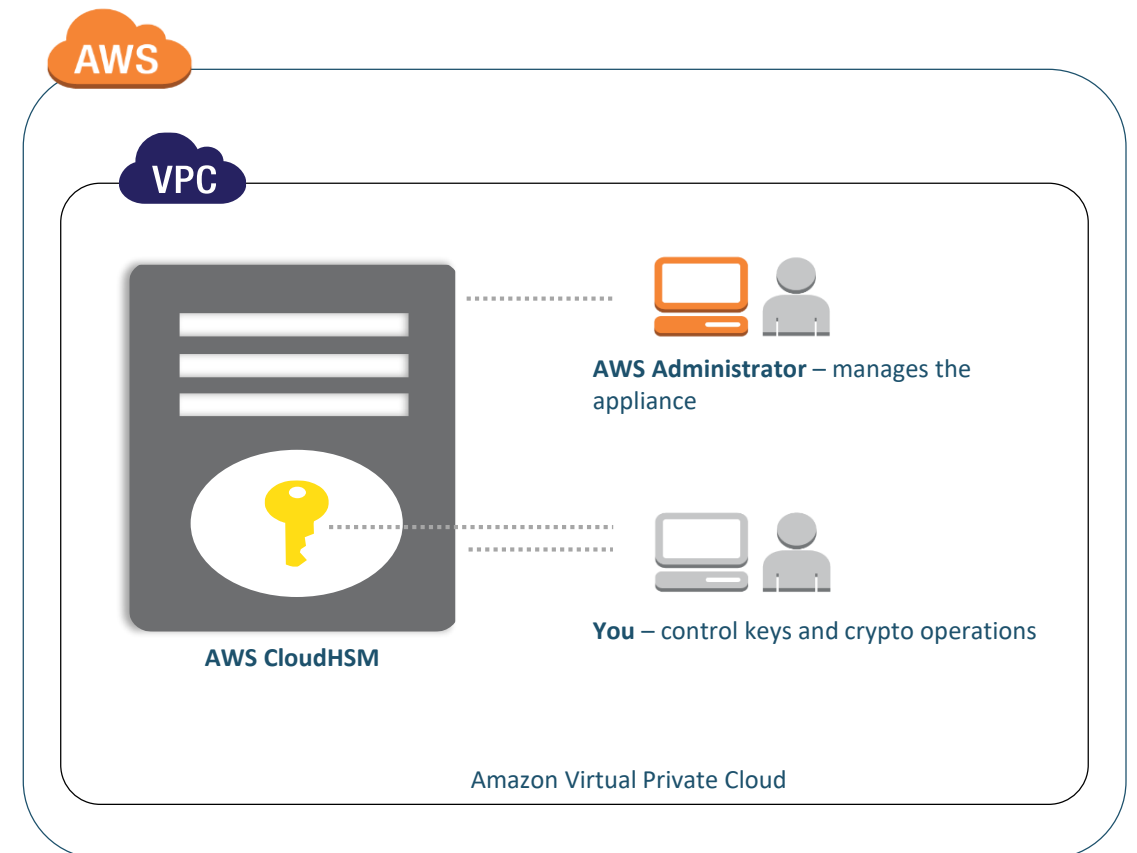 AWS
VPC
AWS Administrator – manages the
appliance
You – control keys and crypto operations
AWS CloudHSM
Amazon Virtual Private Cloud